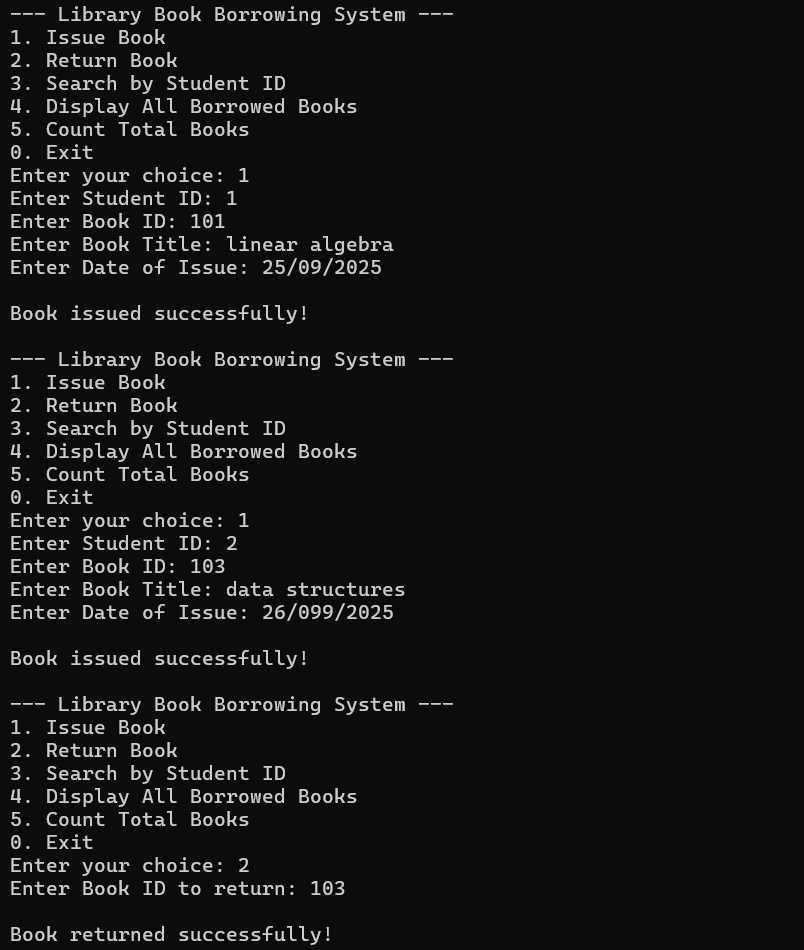 --- Library Book Borrowing System ---
1. Issue Book
2. Return Book
3. Search by Student ID
4. Display All Borrowed Books
5. Count Total Books
0. Exit
Enter your choice: 1
Enter Student ID: 1
Enter Book ID: 101
Enter Book Title: linear algebra
Enter Date of Issue: 25/09/2025

Book issued successfully!

--- Library Book Borrowing System ---
1. Issue Book
2. Return Book
3. Search by Student ID
4. Display All Borrowed Books
5. Count Total Books
0. Exit
Enter your choice: 1
Enter Student ID: 2
Enter Book ID: 103
Enter Book Title: data structures
Enter Date of Issue: 26/099/2025

Book issued successfully!

--- Library Book Borrowing System ---
1. Issue Book
2. Return Book
3. Search by Student ID
4. Display All Borrowed Books
5. Count Total Books
0. Exit
Enter your choice: 2
Enter Book ID to return: 103

Book returned successfully!